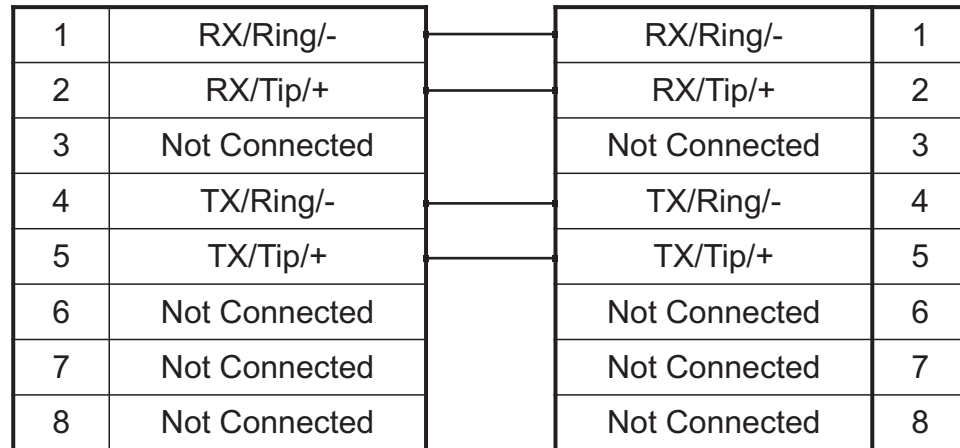 1 RX/Ring/- RX/Ring/- 1
2 RX/Tip/+ RX/Tip/+ 2
3 Not Connected Not Connected 3
4 TX/Ring/- TX/Ring/- 4
5 TX/Tip/+ TX/Tip/+ 5
6 Not Connected Not Connected 6
7 Not Connected Not Connected 7
8 Not Connected Not Connected 8